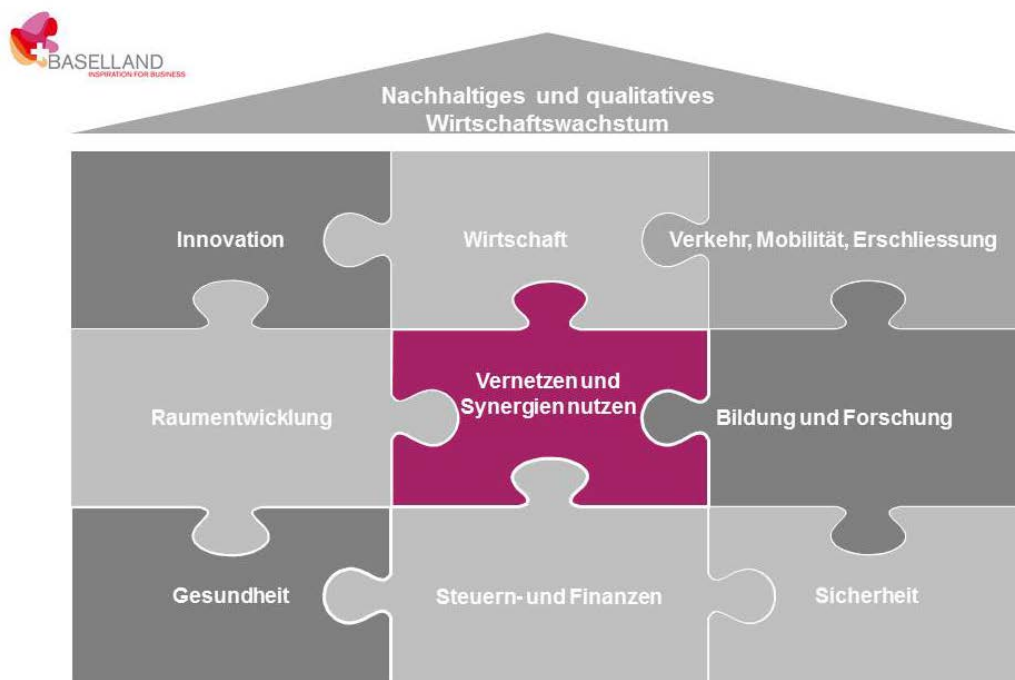 BASELLAND
INSPIRATION FOR BUSINESS
Nachhaltiges und qualitatives
Wirtschaftswachstum
Innovation
Wirtschaft
Verkehr, Mobilität, Erschliessung
Raumentwicklung
Vernetzen und
Synergien nutzen
Bildung und Forschung
Gesundheit
Steuern- und Finanzen
Sicherheit